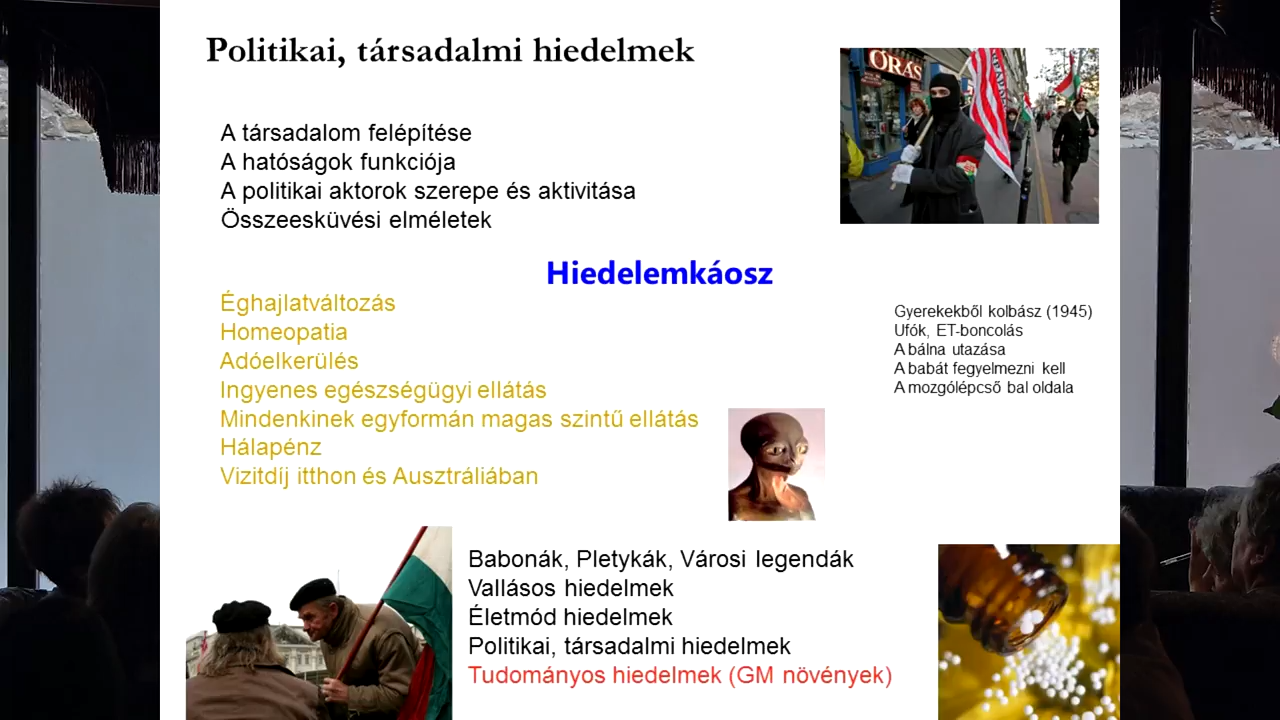 Politikai, társadalmi hiedelmek
ÓRÁS
A társadalom felépítése
A hatóságok funkciója
A politikai aktorok szerepe és aktivitása
Összeesküvési elméletek
Hiedelemkáosz
Éghajlatváltozás
Homeopatia
Adóelkerülés
Ingyenes egészségügyi ellátás
Mindenkinek egyformán magas szintű ellátás
Hálapénz
Vizitdíj itthon és Ausztráliában
Gyerekekből kolbász (1945)
Ufók, ET-boncolás
A bálna utazása
A babát fegyelmezni kell
A mozgólépcső bal oldala
Babonák, Pletykák, Városi legendák
Vallásos hiedelmek
Életmód hiedelmek
Politikai, társadalmi hiedelmek
Tudományos hiedelmek (GM növények)